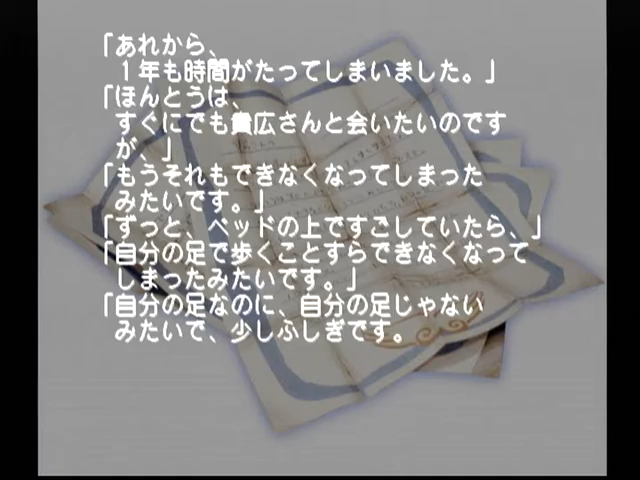 「あれから、
１年も時間がたってしまいました。」
「ほんとうは、
すぐにでも貴広さんと会いたいのです
が、」
「もうそれもできなくなってしまった
みたいです。」
「ずっと、ベッドの上ですごしていたら、」
「自分の足で歩くことすらできなくなって
しまったみたいです。」
「自分の足なのに、自分の足じゃない
みたいで、少しふしぎです。